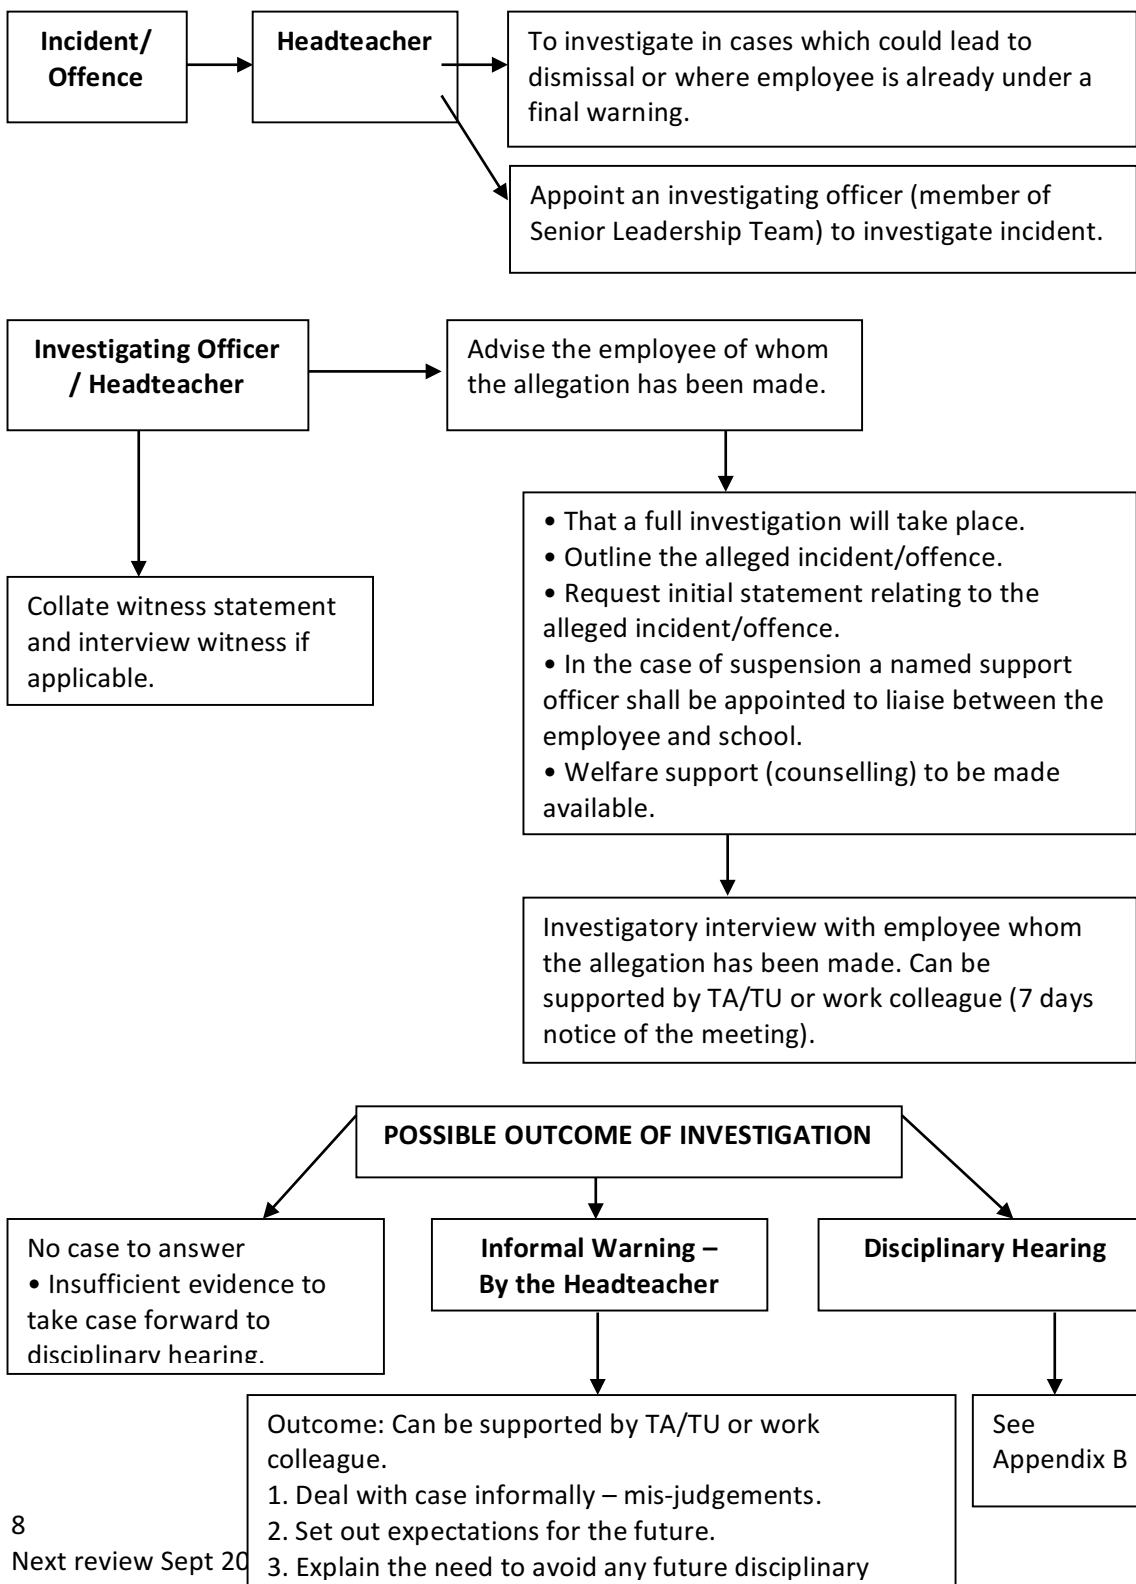 Incident/
Offence
Headteacher
To investigate in cases which could lead to
dismissal or where employee is already under a
final warning.
Appoint an investigating officer (member of
Senior Leadership Team) to investigate incident.
Investigating Officer
/ Headteacher
Advise the employee of whom
the allegation has been made.
• That a full investigation will take place.
• Outline the alleged incident/offence.
• Request initial statement relating to the
alleged incident/offence.
• In the case of suspension a named support
officer shall be appointed to liaise between the
employee and school.
• Welfare support (counselling) to be made
available.
Collate witness statement
and interview witness if
applicable.
Investigatory interview with employee whom
the allegation has been made. Can be
supported by TA/TU or work colleague (7 days
notice of the meeting).
POSSIBLE OUTCOME OF INVESTIGATION
No case to answer
• Insufficient evidence to
take case forward to
disciplinary hearing.
Informal Warning –
By the Headteacher
Disciplinary Hearing
Outcome: Can be supported by TA/TU or work
colleague.
1. Deal with case informally – mis-judgements.
2. Set out expectations for the future.
3. Explain the need to avoid any future disciplinary
See
Appendix B
8
Next review Sept 20